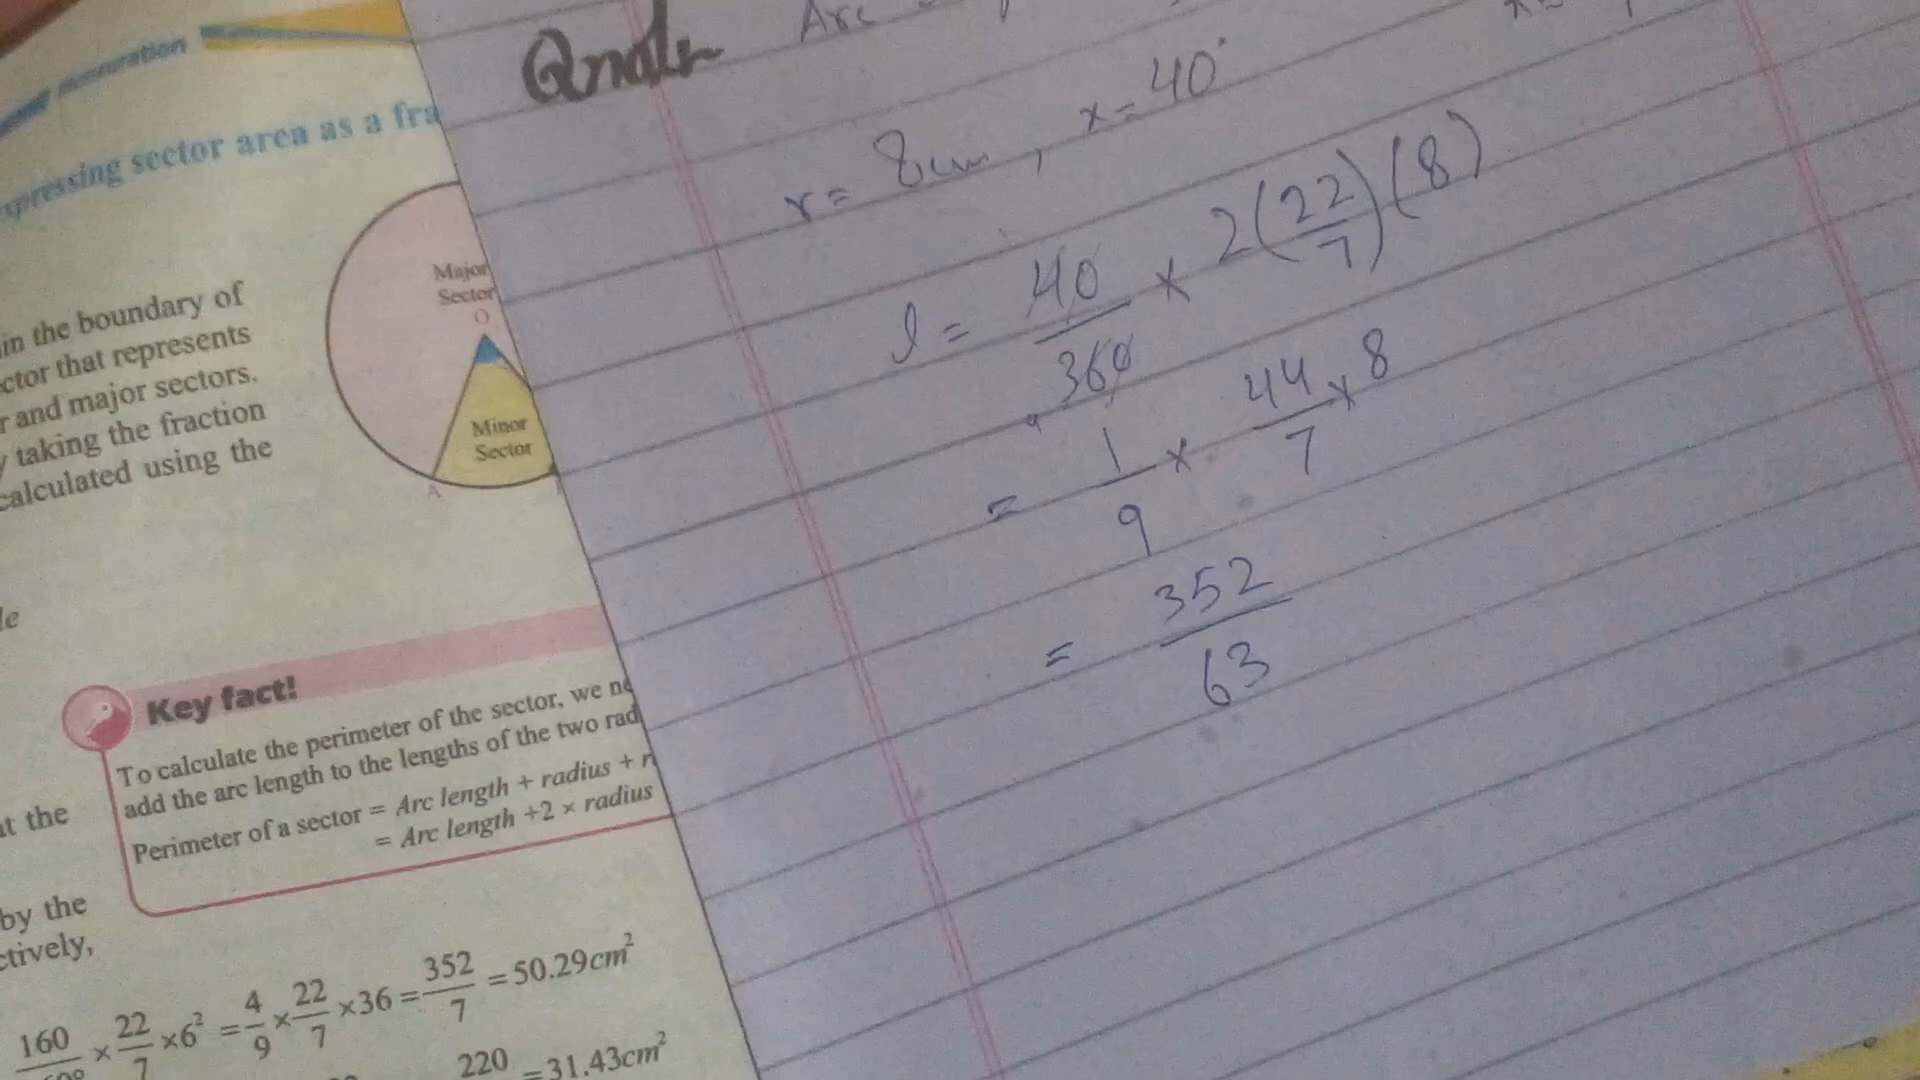 mensuration
expressing sector area as a fra
in the boundary of
ctor that represents
r and major sectors.
y taking the fraction
calculated using the
Major
Sector
O
Minor
Sector
A
le
Key fact!
To calculate the perimeter of the sector, we ne
add the arc length to the lengths of the two rad
Perimeter of a sector = Arc length + radius + r
= Arc length +2 × radius
at the
by the
ctively,
160 × 22/7 ×6² = 4/9 × 22/7 ×36 = 352/7 = 50.29cm²
220 = 31.43cm²
Arc
r = 8cm , x = 40°
l = 40/360 × 2(22/7)(8)
= 1/9 × 44/7 × 8
= 352/63